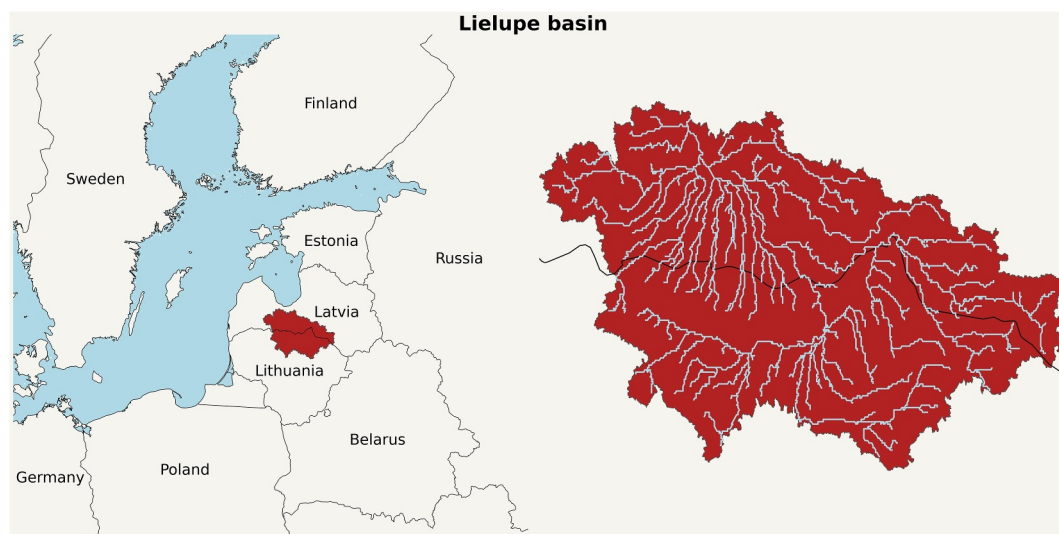 Lielupe basin
Finland
Sweden
Estonia
Russia
Latvia
Lithuania
Belarus
Poland
Germany